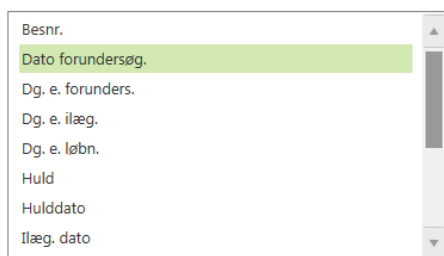 Besnr.
Dato forundersøg.
Dg. e. forunders.
Dg. e. ilæg.
Dg. e. løbn.
Huld
Hulddato
Ilæg. dato